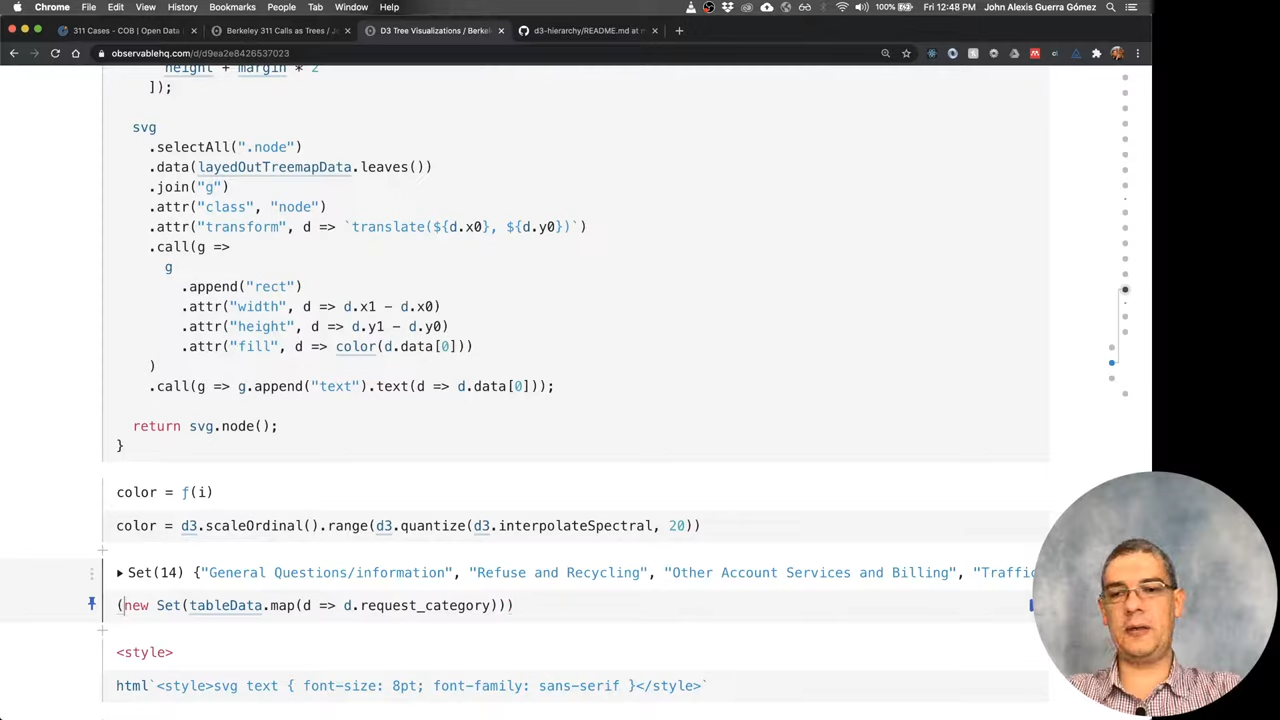 Chrome File Edit View History Bookmarks People Tab Window Help 100% Fri 12:48 PM John Alexis Guerra Gómez
311 Cases - COB | Open Data Berkeley 311 Calls as Trees / J D3 Tree Visualizations / Berkel d3-hierarchy/README.md at m
observablehq.com/d/d9ea2e8426537023
height + margin * 2
]);
svg
.selectAll(".node")
.data(layedOutTreemapData.leaves())
.join("g")
.attr("class", "node")
.attr("transform", d => `translate(${d.x0}, ${d.y0})`)
.call(g =>
g
.append("rect")
.attr("width", d => d.x1 - d.x0)
.attr("height", d => d.y1 - d.y0)
.attr("fill", d => color(d.data[0]))
)
.call(g => g.append("text").text(d => d.data[0]));
return svg.node();
}
color = ƒ(i)
color = d3.scaleOrdinal().range(d3.quantize(d3.interpolateSpectral, 20))
Set(14) {"General Questions/information", "Refuse and Recycling", "Other Account Services and Billing", "Traffic
(new Set(tableData.map(d => d.request_category)))
<style>
html`<style>svg text { font-size: 8pt; font-family: sans-serif }</style>`